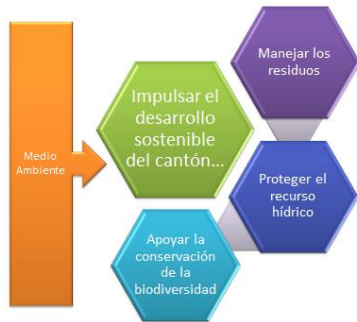 Medio
Ambiente
Impulsar el
desarrollo
sostenible
del cantón...
Manejar los
residuos
Proteger el
recurso
hídrico
Apoyar la
conservación
de la
biodiversidad